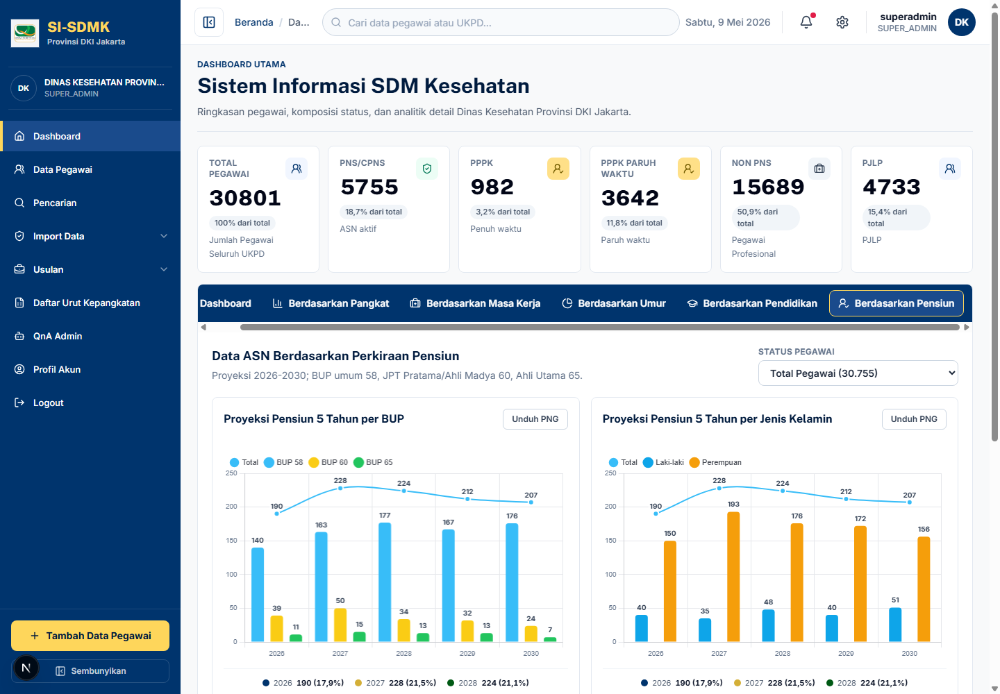 SI-SDMK
Provinsi DKI Jakarta
DK
DINAS KESEHATAN PROVIN...
SUPER_ADMIN
Dashboard
Data Pegawai
Pencarian
Import Data
Usulan
Daftar Urut Kepangkatan
QnA Admin
Profil Akun
Logout
Tambah Data Pegawai
N
Sembunyikan
Beranda / Da...
Cari data pegawai atau UKPD...
Sabtu, 9 Mei 2026
superadmin
SUPER_ADMIN
DK
DASHBOARD UTAMA
Sistem Informasi SDM Kesehatan
Ringkasan pegawai, komposisi status, dan analitik detail Dinas Kesehatan Provinsi DKI Jakarta.
TOTAL
PEGAWAI
30801
100% dari total
Jumlah Pegawai
Seluruh UKPD
PNS/CPNS
5755
18,7% dari total
ASN aktif
PPPK
982
3,2% dari total
Penuh waktu
PPPK PARUH
WAKTU
3642
11,8% dari total
Paruh waktu
NON PNS
15689
50,9% dari
total
Pegawai
Profesional
PJLP
4733
15,4% dari
total
PJLP
Dashboard
Berdasarkan Pangkat
Berdasarkan Masa Kerja
Berdasarkan Umur
Berdasarkan Pendidikan
Berdasarkan Pensiun
Data ASN Berdasarkan Perkiraan Pensiun
Proyeksi 2026-2030; BUP umum 58, JPT Pratama/Ahli Madya 60, Ahli Utama 65.
STATUS PEGAWAI
Total Pegawai (30.755)
Proyeksi Pensiun 5 Tahun per BUP
Unduh PNG
Total BUP 58 BUP 60 BUP 65
250
200
150
100
50
0
190 228 224 212 207
140 163 177 167 176
39 50 34 32 24
11 15 13 13 7
2026 2027 2028 2029 2030
2026 190 (17,9%) 2027 228 (21,5%) 2028 224 (21,1%)
Proyeksi Pensiun 5 Tahun per Jenis Kelamin
Unduh PNG
Total Laki-laki Perempuan
250
200
150
100
50
0
190 228 224 212 207
150 193 176 172 156
40 35 48 40 51
2026 2027 2028 2029 2030
2026 190 (17,9%) 2027 228 (21,5%) 2028 224 (21,1%)